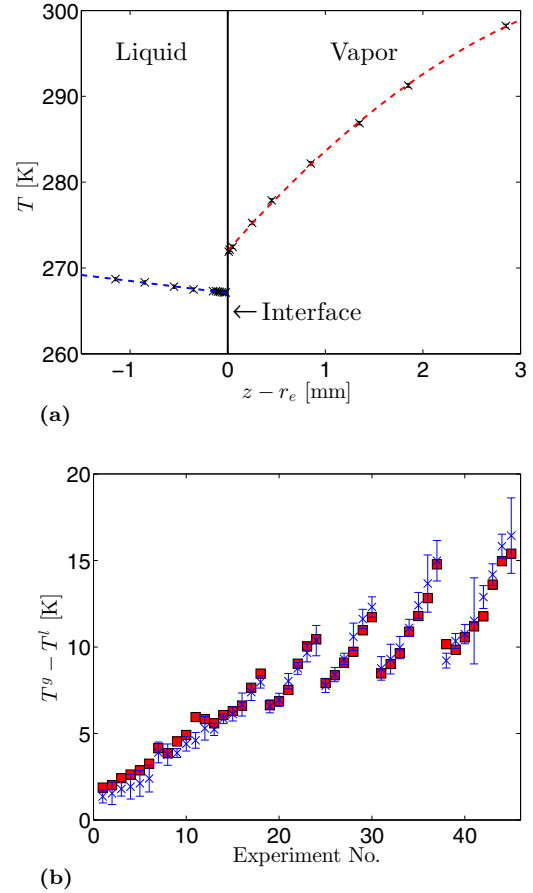 300
Liquid
Vapor
290
T [K]
280
270
Interface
260
−1
0
1
2
3
z − r_e [mm]
(a)
20
15
T^g − T^l [K]
10
5
0
0
10
20
30
40
Experiment No.
(b)